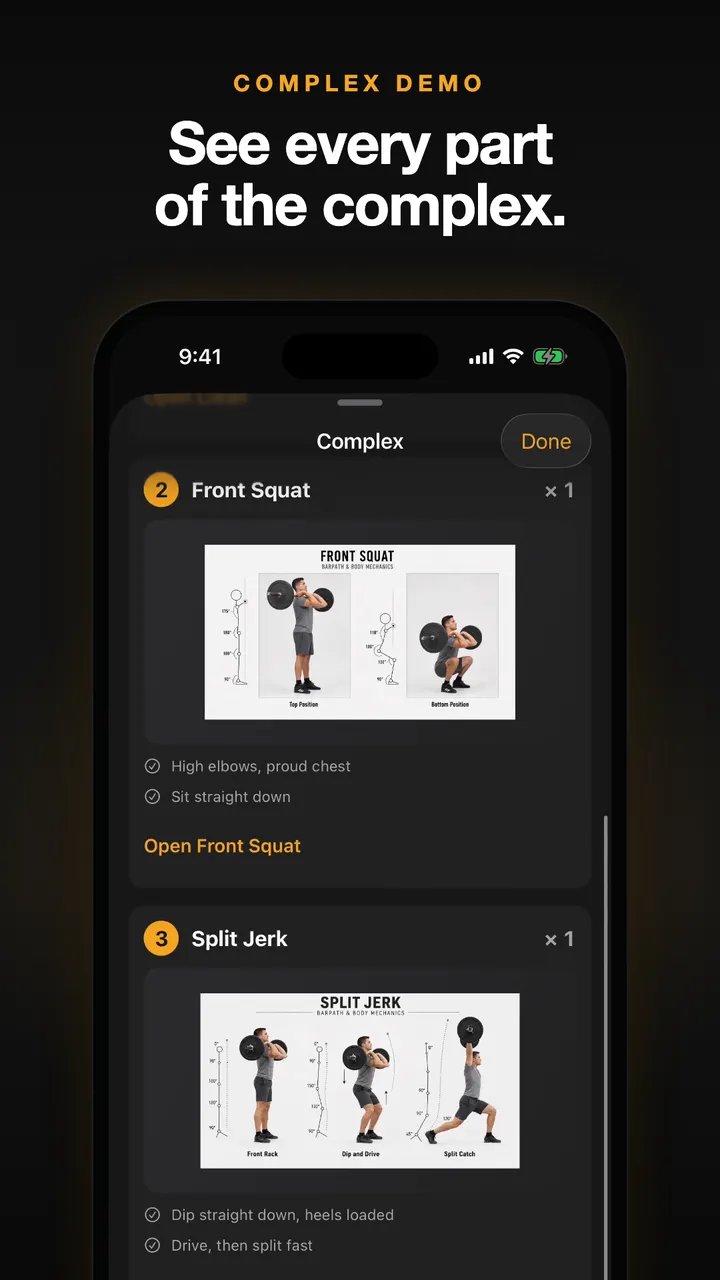 COMPLEX DEMO
See every part
of the complex.
9:41
Complex
Done
2 Front Squat × 1
FRONT SQUAT
BARPATH & BODY MECHANICS
Top Position
Bottom Position
High elbows, proud chest
Sit straight down
Open Front Squat
3 Split Jerk × 1
SPLIT JERK
BARPATH & BODY MECHANICS
Front Rack
Dip and Drive
Split Catch
Dip straight down, heels loaded
Drive, then split fast